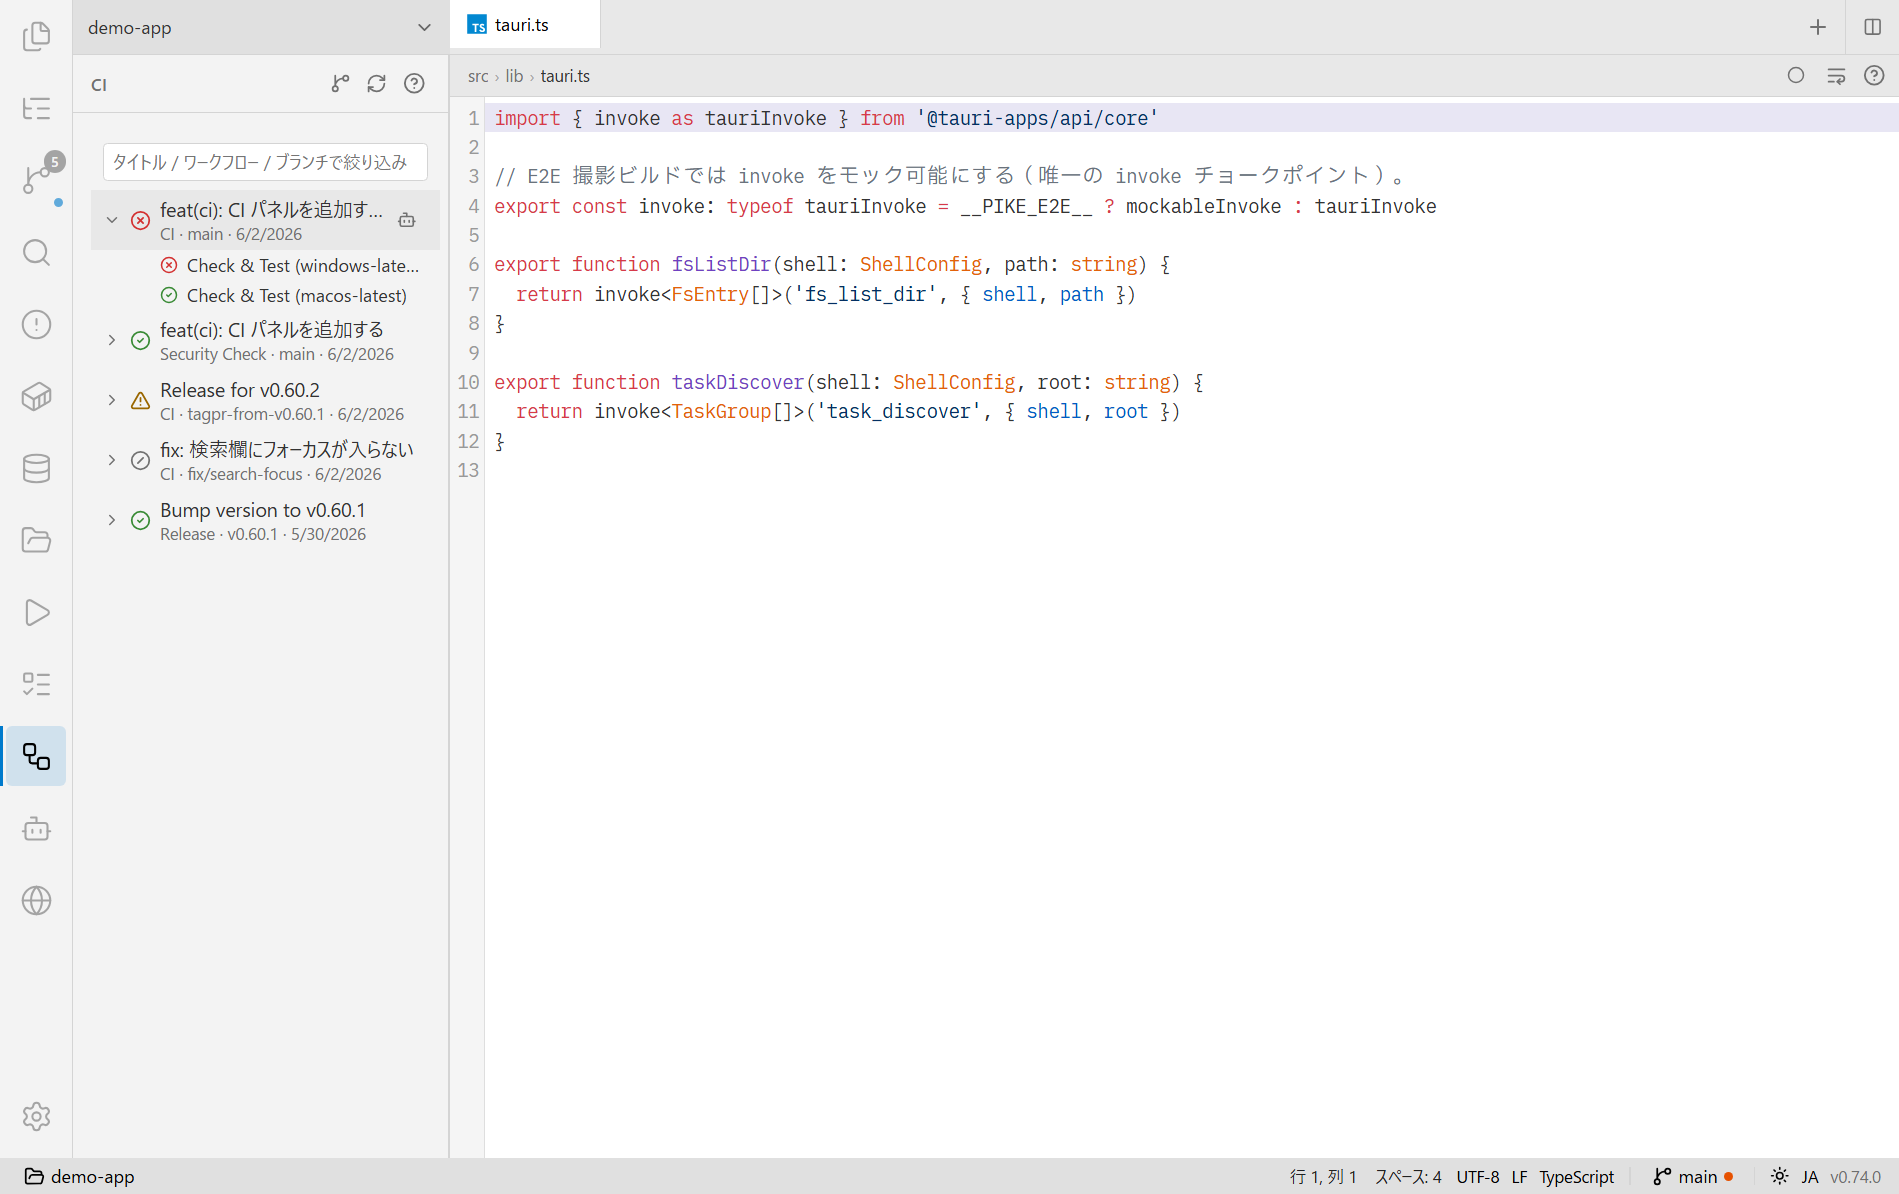 demo-app
TS tauri.ts
CI
src › lib › tauri.ts
5
タイトル / ワークフロー / ブランチで絞り込み
feat(ci): CI パネルを追加す...
CI · main · 6/2/2026
Check & Test (windows-late...
Check & Test (macos-latest)
feat(ci): CI パネルを追加する
Security Check · main · 6/2/2026
Release for v0.60.2
CI · tagpr-from-v0.60.1 · 6/2/2026
fix: 検索欄にフォーカスが入らない
CI · fix/search-focus · 6/2/2026
Bump version to v0.60.1
Release · v0.60.1 · 5/30/2026
1 import { invoke as tauriInvoke } from '@tauri-apps/api/core'
2
3 // E2E 撮影ビルドでは invoke をモック可能にする（唯一の invoke チョークポイント）。
4 export const invoke: typeof tauriInvoke = __PIKE_E2E__ ? mockableInvoke : tauriInvoke
5
6 export function fsListDir(shell: ShellConfig, path: string) {
7   return invoke<FsEntry[]>('fs_list_dir', { shell, path })
8 }
9
10 export function taskDiscover(shell: ShellConfig, root: string) {
11   return invoke<TaskGroup[]>('task_discover', { shell, root })
12 }
13
demo-app
行 1, 列 1 スペース: 4 UTF-8 LF TypeScript main JA v0.74.0